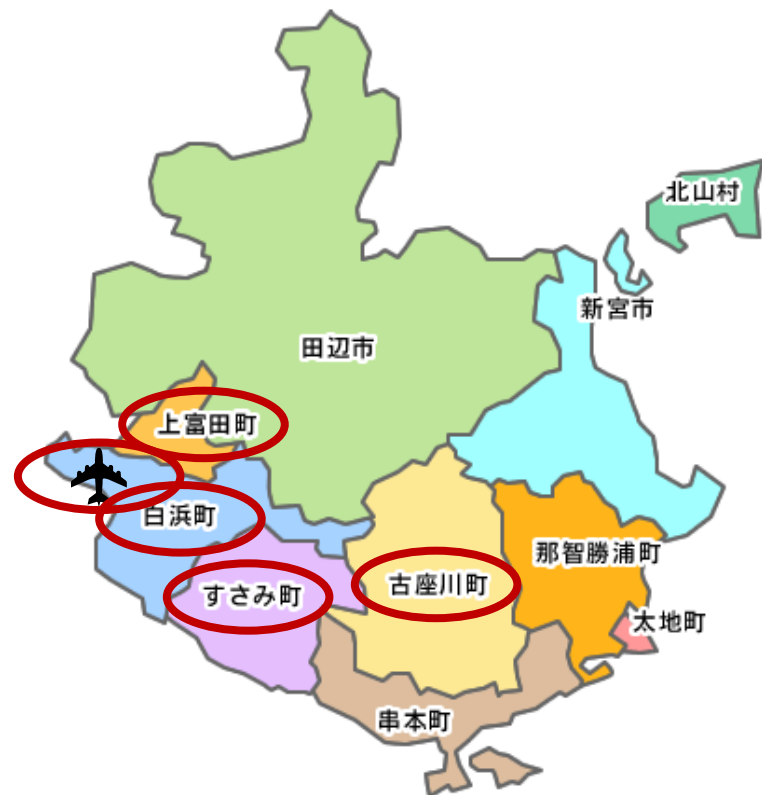 北山村
新宮市
田辺市
上富田町
白浜町
那智勝浦町
すさみ町
古座川町
太地町
串本町